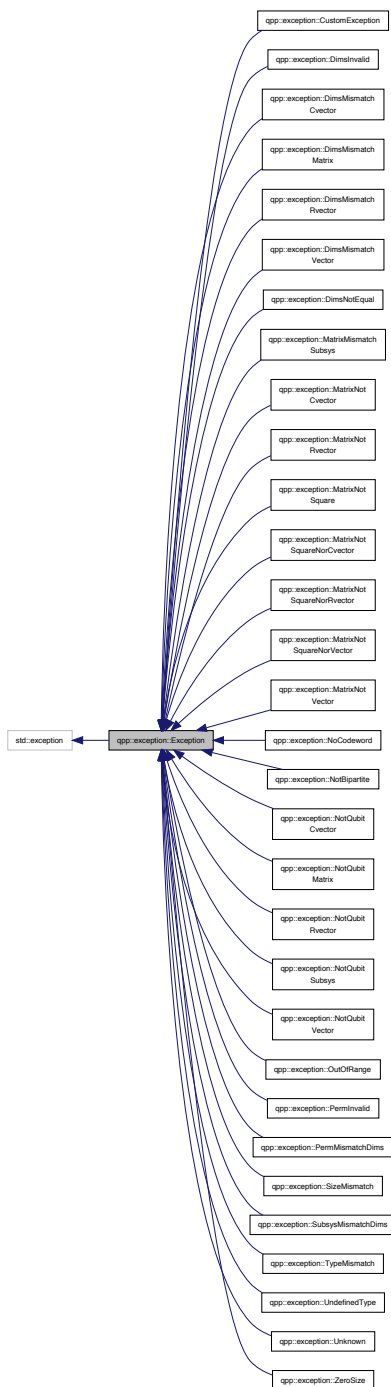 qpp::exception::CustomException
qpp::exception::DimsInvalid
qpp::exception::DimsMismatch
Cvector
qpp::exception::DimsMismatch
Matrix
qpp::exception::DimsMismatch
Rvector
qpp::exception::DimsMismatch
Vector
qpp::exception::DimsNotEqual
qpp::exception::MatrixMismatch
Subsys
qpp::exception::MatrixNot
Cvector
qpp::exception::MatrixNot
Rvector
qpp::exception::MatrixNot
Square
qpp::exception::MatrixNot
SquareNorCvector
qpp::exception::MatrixNot
SquareNorRvector
qpp::exception::MatrixNot
SquareNorVector
qpp::exception::MatrixNot
Vector
std::exception
qpp::exception::Exception
qpp::exception::NoCodeword
qpp::exception::NotBipartite
qpp::exception::NotQubit
Cvector
qpp::exception::NotQubit
Matrix
qpp::exception::NotQubit
Rvector
qpp::exception::NotQubit
Subsys
qpp::exception::NotQubit
Vector
qpp::exception::OutOfRange
qpp::exception::PermInvalid
qpp::exception::PermMismatchDims
qpp::exception::SizeMismatch
qpp::exception::SubsysMismatchDims
qpp::exception::TypeMismatch
qpp::exception::UndefinedType
qpp::exception::Unknown
qpp::exception::ZeroSize